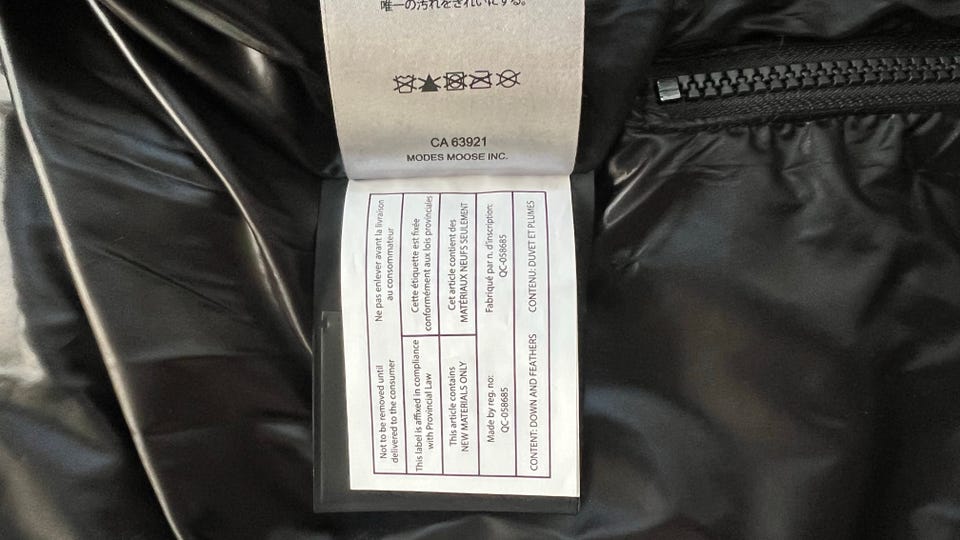 唯一の汚れをきれいにする。
CA 63921
MODES MOOSE INC.
Not to be removed until
delivered to the consumer
Ne pas enlever avant la livraison
au consommateur
This label is affixed in compliance
with Provincial Law
Cette étiquette est fixée
conformément aux lois provinciales
This article contains
NEW MATERIALS ONLY
Cet article contient des
MATÉRIAUX NEUFS SEULEMENT
Made by reg. no:
QC-058685
Fabriqué par n. d'inscription:
QC-058685
CONTENT: DOWN AND FEATHERS
CONTENU: DUVET ET PLUMES